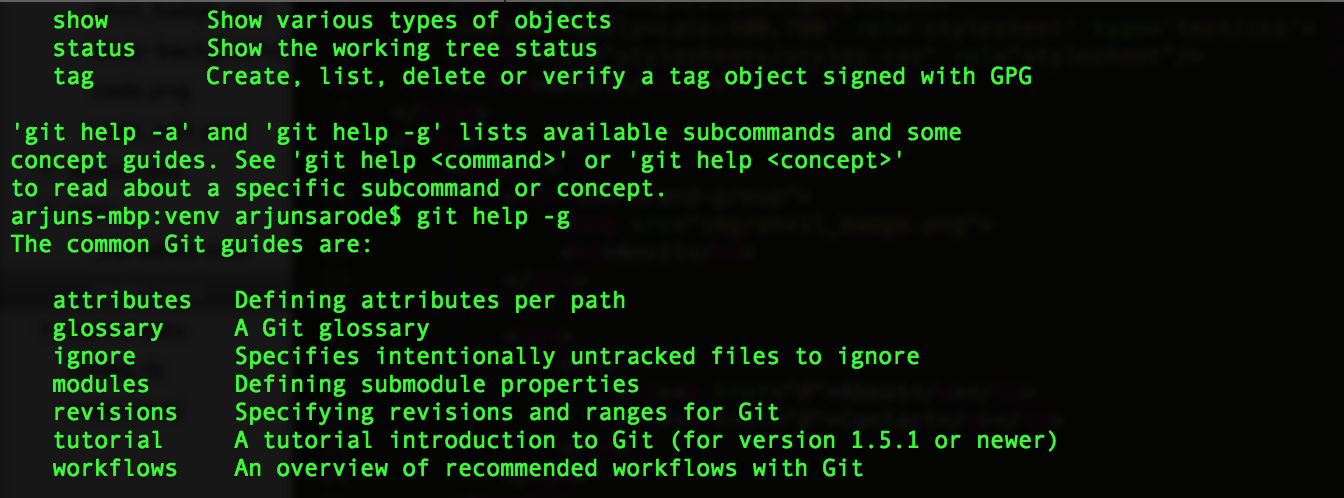 show       Show various types of objects
status     Show the working tree status
tag        Create, list, delete or verify a tag object signed with GPG
'git help -a' and 'git help -g' lists available subcommands and some
concept guides. See 'git help <command>' or 'git help <concept>'
to read about a specific subcommand or concept.
arjuns-mbp:venv arjunsarode$ git help -g
The common Git guides are:
attributes   Defining attributes per path
glossary     A Git glossary
ignore       Specifies intentionally untracked files to ignore
modules      Defining submodule properties
revisions    Specifying revisions and ranges for Git
tutorial     A tutorial introduction to Git (for version 1.5.1 or newer)
workflows    An overview of recommended workflows with Git